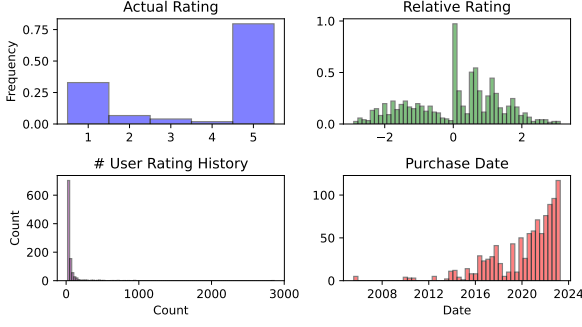 Actual Rating
Relative Rating
Frequency
0.75
0.50
0.25
0.00
1 2 3 4 5
1.0
0.5
0.0
−2 0 2
# User Rating History
Purchase Date
Count
600
400
200
0
0 1000 2000 3000
Count
100
50
0
2008 2012 2016 2020 2024
Date